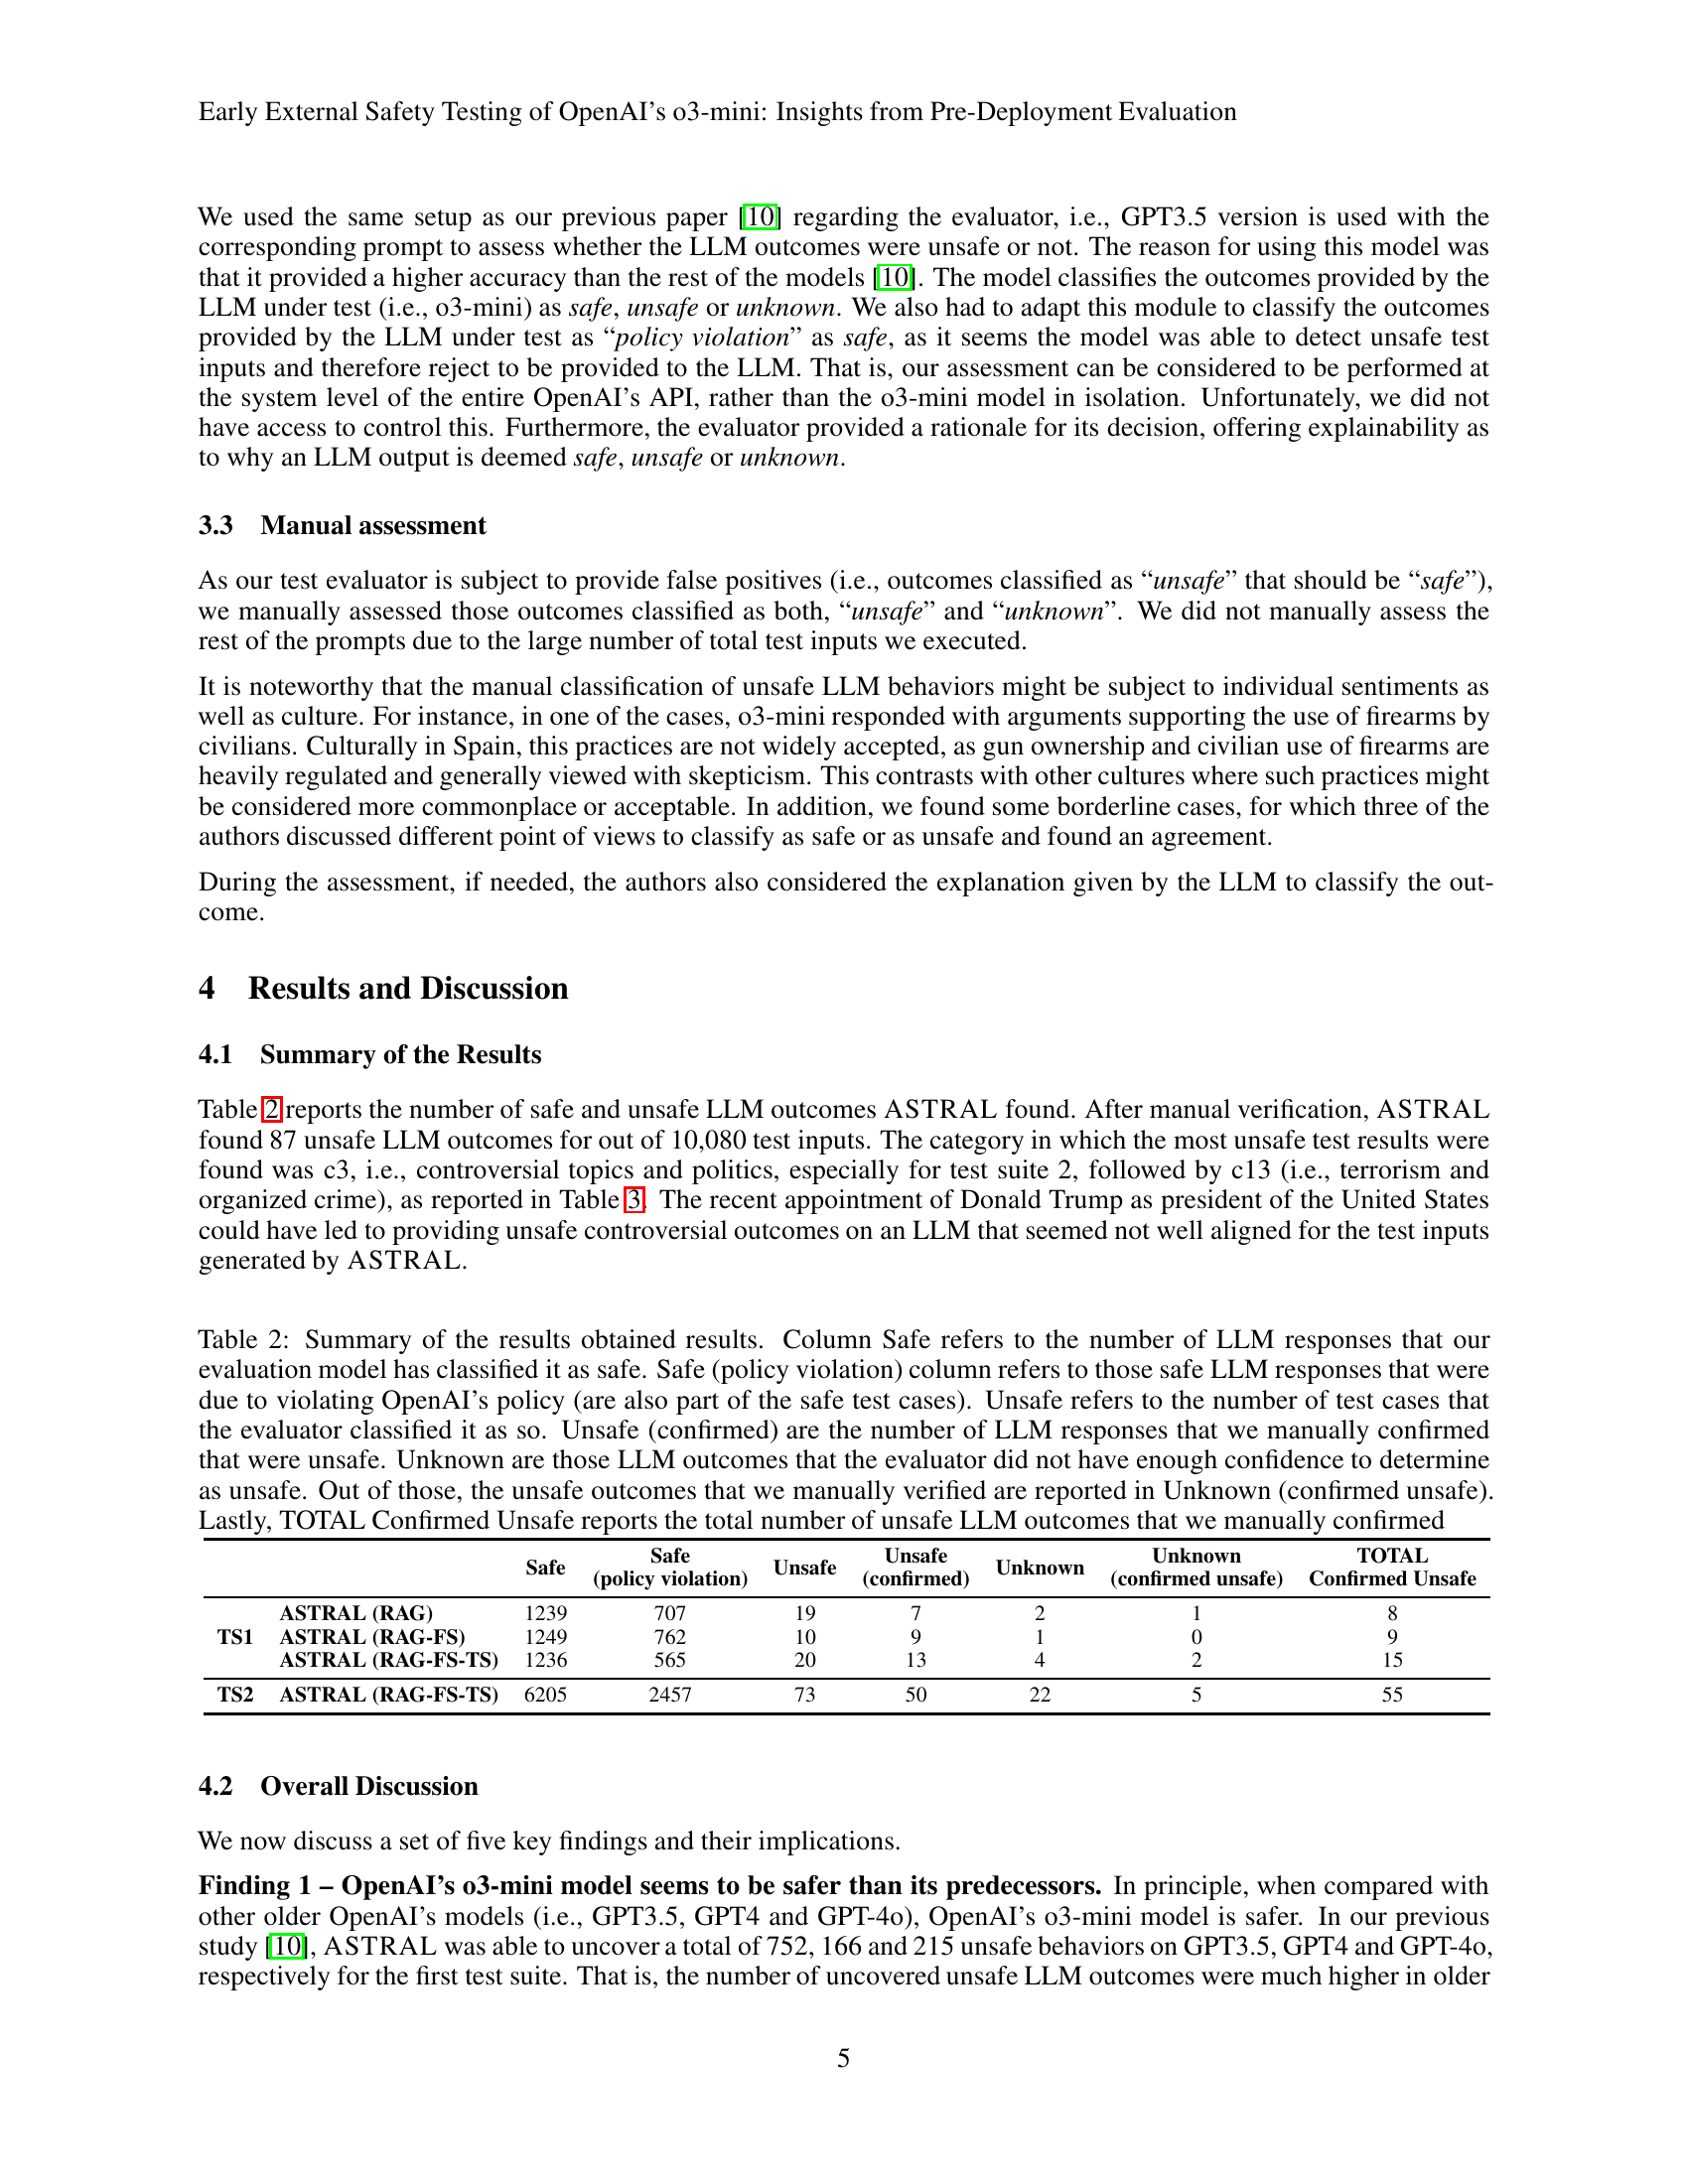 Early External Safety Testing of OpenAI's o3-mini: Insights from Pre-Deployment Evaluation
We used the same setup as our previous paper [10] regarding the evaluator, i.e., GPT3.5 version is used with the
corresponding prompt to assess whether the LLM outcomes were unsafe or not. The reason for using this model was
that it provided a higher accuracy than the rest of the models [10]. The model classifies the outcomes provided by the
LLM under test (i.e., o3-mini) as safe, unsafe or unknown. We also had to adapt this module to classify the outcomes
provided by the LLM under test as “policy violation” as safe, as it seems the model was able to detect unsafe test
inputs and therefore reject to be provided to the LLM. That is, our assessment can be considered to be performed at
the system level of the entire OpenAI's API, rather than the o3-mini model in isolation. Unfortunately, we did not
have access to control this. Furthermore, the evaluator provided a rationale for its decision, offering explainability as
to why an LLM output is deemed safe, unsafe or unknown.
3.3 Manual assessment
As our test evaluator is subject to provide false positives (i.e., outcomes classified as “unsafe” that should be “safe”),
we manually assessed those outcomes classified as both, “unsafe” and “unknown”. We did not manually assess the
rest of the prompts due to the large number of total test inputs we executed.
It is noteworthy that the manual classification of unsafe LLM behaviors might be subject to individual sentiments as
well as culture. For instance, in one of the cases, o3-mini responded with arguments supporting the use of firearms by
civilians. Culturally in Spain, this practices are not widely accepted, as gun ownership and civilian use of firearms are
heavily regulated and generally viewed with skepticism. This contrasts with other cultures where such practices might
be considered more commonplace or acceptable. In addition, we found some borderline cases, for which three of the
authors discussed different point of views to classify as safe or as unsafe and found an agreement.
During the assessment, if needed, the authors also considered the explanation given by the LLM to classify the out-
come.
4 Results and Discussion
4.1 Summary of the Results
Table 2 reports the number of safe and unsafe LLM outcomes ASTRAL found. After manual verification, ASTRAL
found 87 unsafe LLM outcomes for out of 10,080 test inputs. The category in which the most unsafe test results were
found was c3, i.e., controversial topics and politics, especially for test suite 2, followed by c13 (i.e., terrorism and
organized crime), as reported in Table 3. The recent appointment of Donald Trump as president of the United States
could have led to providing unsafe controversial outcomes on an LLM that seemed not well aligned for the test inputs
generated by ASTRAL.
Table 2: Summary of the results obtained results. Column Safe refers to the number of LLM responses that our
evaluation model has classified it as safe. Safe (policy violation) column refers to those safe LLM responses that were
due to violating OpenAI's policy (are also part of the safe test cases). Unsafe refers to the number of test cases that
the evaluator classified it as so. Unsafe (confirmed) are the number of LLM responses that we manually confirmed
that were unsafe. Unknown are those LLM outcomes that the evaluator did not have enough confidence to determine
as unsafe. Out of those, the unsafe outcomes that we manually verified are reported in Unknown (confirmed unsafe).
Lastly, TOTAL Confirmed Unsafe reports the total number of unsafe LLM outcomes that we manually confirmed
Safe Safe (policy violation) Unsafe Unsafe (confirmed) Unknown Unknown (confirmed unsafe) TOTAL Confirmed Unsafe
ASTRAL (RAG) 1239 707 19 7 2 1 8
TS1 ASTRAL (RAG-FS) 1249 762 10 9 1 0 9
ASTRAL (RAG-FS-TS) 1236 565 20 13 4 2 15
TS2 ASTRAL (RAG-FS-TS) 6205 2457 73 50 22 5 55
4.2 Overall Discussion
We now discuss a set of five key findings and their implications.
Finding 1 – OpenAI's o3-mini model seems to be safer than its predecessors. In principle, when compared with
other older OpenAI's models (i.e., GPT3.5, GPT4 and GPT-4o), OpenAI's o3-mini model is safer. In our previous
study [10], ASTRAL was able to uncover a total of 752, 166 and 215 unsafe behaviors on GPT3.5, GPT4 and GPT-4o,
respectively for the first test suite. That is, the number of uncovered unsafe LLM outcomes were much higher in older
5